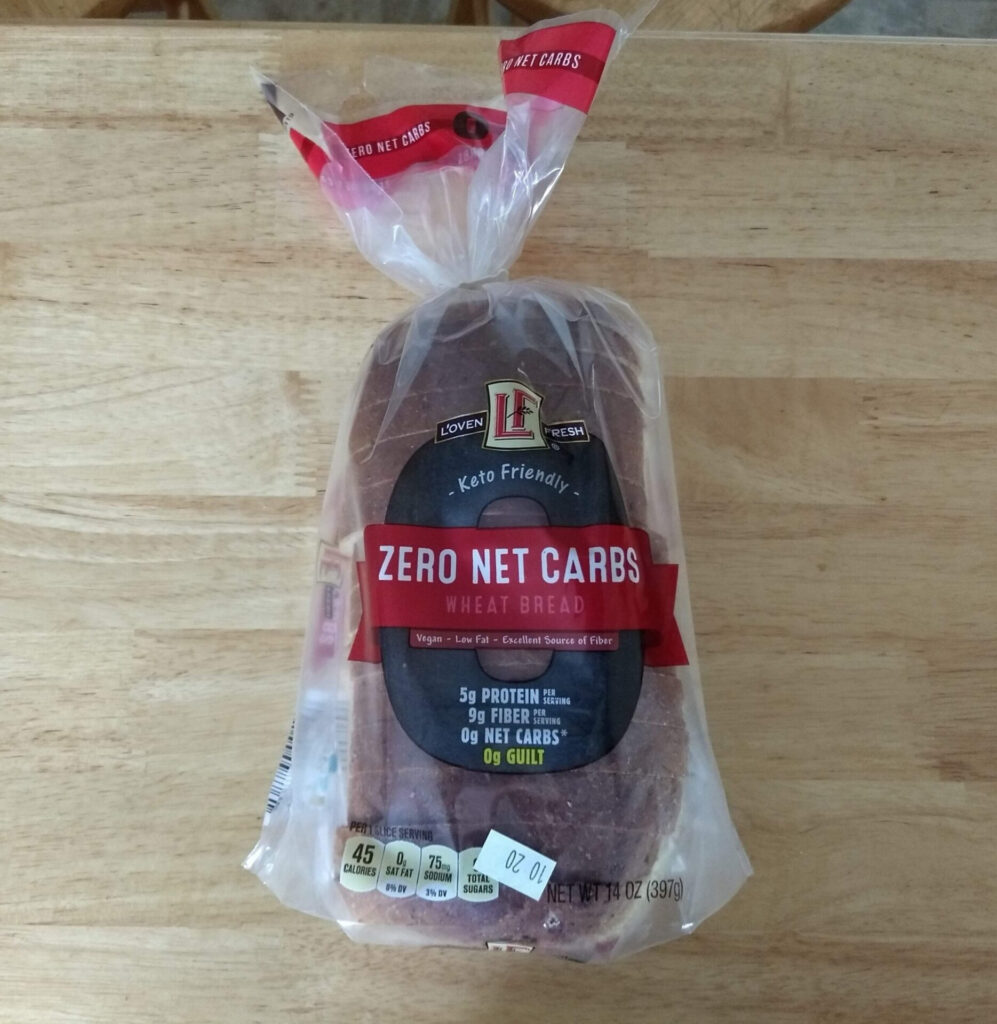 RO NET CARBS
ERO NET CARBS
L'OVEN LF FRESH
®
- Keto Friendly -
ZERO NET CARBS
WHEAT BREAD
Vegan - Low Fat - Excellent Source of Fiber
5g PROTEIN PER SERVING
9g FIBER PER SERVING
0g NET CARBS*
0g GUILT
PER 1 SLICE SERVING
45 CALORIES
0g SAT FAT 0% DV
75mg SODIUM 3% DV
TOTAL SUGARS
10 20
NET WT 14 OZ (397g)